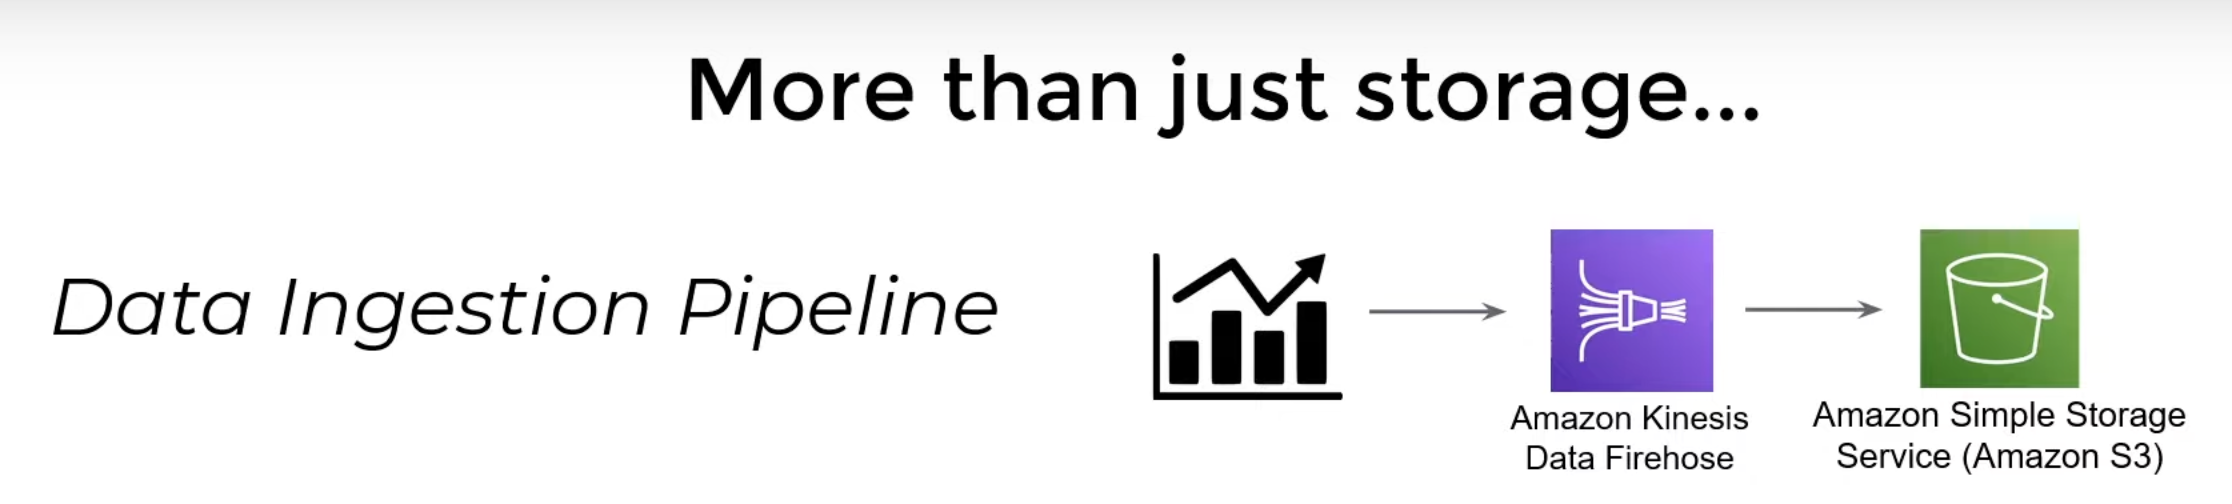 More than just storage...
Data Ingestion Pipeline
Amazon Kinesis
Data Firehose
Amazon Simple Storage
Service (Amazon S3)